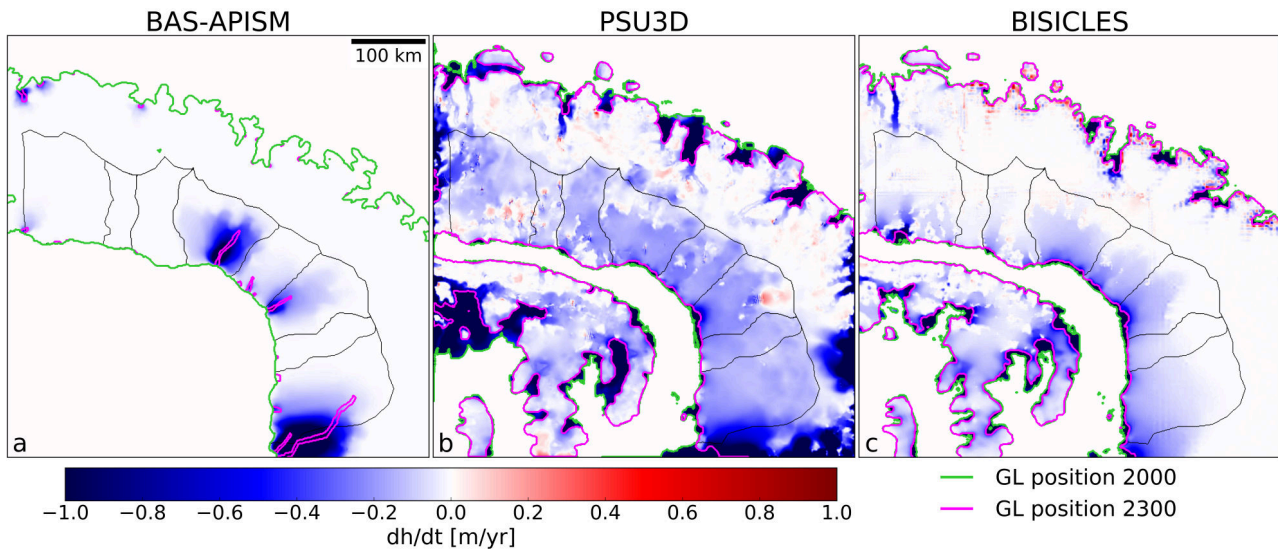 BAS-APISM
PSU3D
BISICLES
100 km
a
b
c
−1.0 −0.8 −0.6 −0.4 −0.2 0.0 0.2 0.4 0.6 0.8 1.0
dh/dt [m/yr]
GL position 2000
GL position 2300